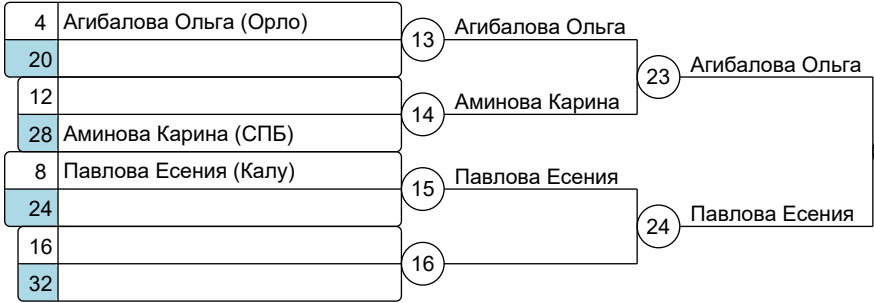 4 Агибалова Ольга (Орло)
20
12
28 Аминова Карина (СПБ)
8 Павлова Есения (Калу)
24
16
32
13 Агибалова Ольга
14 Аминова Карина
15 Павлова Есения
16
23 Агибалова Ольга
24 Павлова Есения